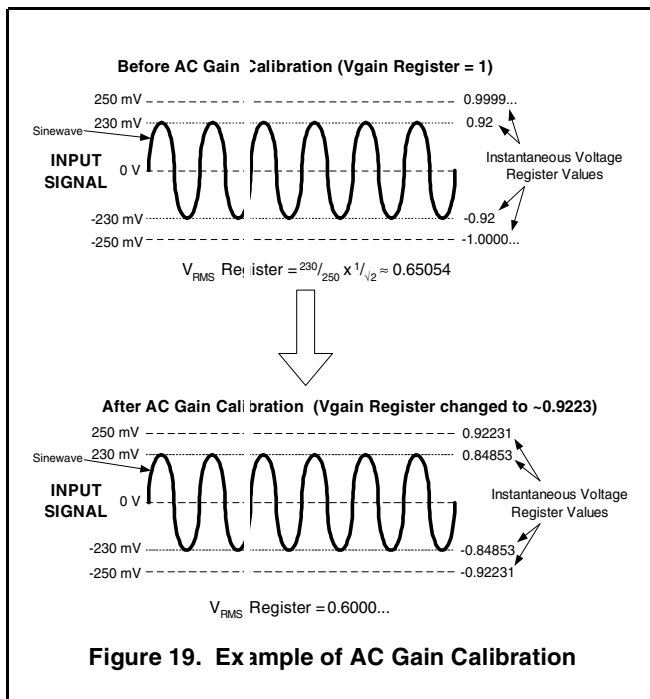 Before AC Gain Calibration (Vgain Register = 1)
250 mV
0.9999...
230 mV
0.92
Sinewave
INPUT
SIGNAL
0 V
Instantaneous Voltage
Register Values
-230 mV
-0.92
-250 mV
-1.0000...
V_RMS Register = 230/250 x 1/√2 ≈ 0.65054
After AC Gain Calibration (Vgain Register changed to ~0.9223)
250 mV
0.92231
230 mV
0.84853
Sinewave
INPUT
SIGNAL
0 V
Instantaneous Voltage
Register Values
-230 mV
-0.84853
-250 mV
-0.92231
V_RMS Register = 0.6000...
Figure 19. Example of AC Gain Calibration